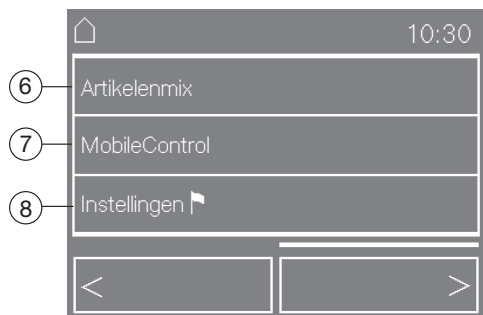 10:30
6 Artikelenmix
7 MobileControl
8 Instellingen
< >